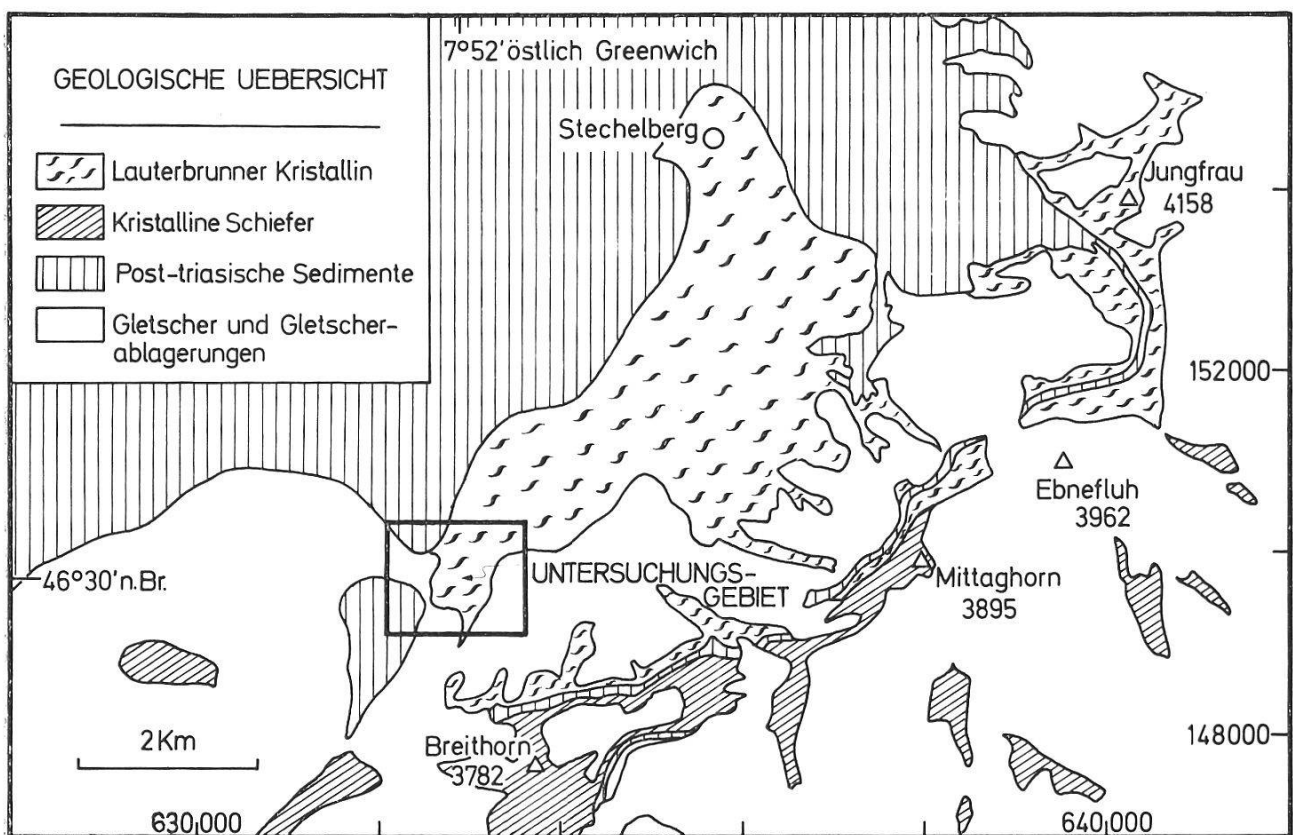 7°52' östlich Greenwich
GEOLOGISCHE UEBERSICHT
Lauterbrunner Kristallin
Kristalline Schiefer
Post-triasische Sedimente
Gletscher und Gletscher-
ablagerungen
Stechelberg
Jungfrau
4158
152000
Ebnefluh
3962
46°30' n.Br.
UNTERSUCHUNGS-
GEBIET
Mittaghorn
3895
2Km
Breithorn
3782
148000
630,000
640,000